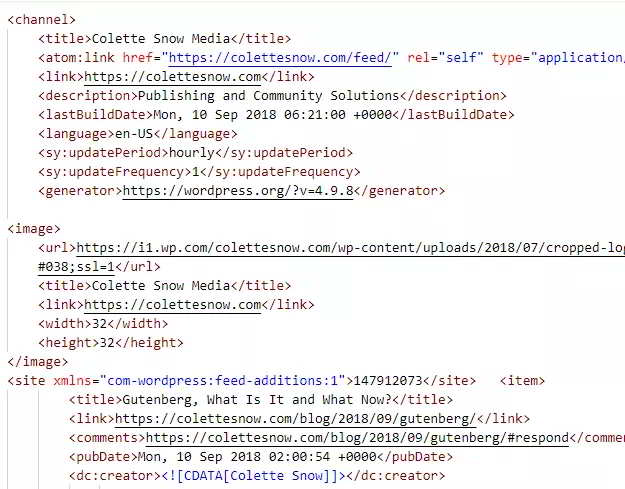 <channel>
<title>Colette Snow Media</title>
<atom:link href="https://colettesnow.com/feed/" rel="self" type="application/
<link>https://colettesnow.com</link>
<description>Publishing and Community Solutions</description>
<lastBuildDate>Mon, 10 Sep 2018 06:21:00 +0000</lastBuildDate>
<language>en-US</language>
<sy:updatePeriod>hourly</sy:updatePeriod>
<sy:updateFrequency>1</sy:updateFrequency>
<generator>https://wordpress.org/?v=4.9.8</generator>
<image>
<url>https://i1.wp.com/colettesnow.com/wp-content/uploads/2018/07/cropped-log
#038;ssl=1</url>
<title>Colette Snow Media</title>
<link>https://colettesnow.com</link>
<width>32</width>
<height>32</height>
</image>
<site xmlns="com-wordpress:feed-additions:1">147912073</site> <item>
<title>Gutenberg, What Is It and What Now?</title>
<link>https://colettesnow.com/blog/2018/09/gutenberg/</link>
<comments>https://colettesnow.com/blog/2018/09/gutenberg/#respond</comme
<pubDate>Mon, 10 Sep 2018 02:00:54 +0000</pubDate>
<dc:creator><![CDATA[Colette Snow]]></dc:creator>